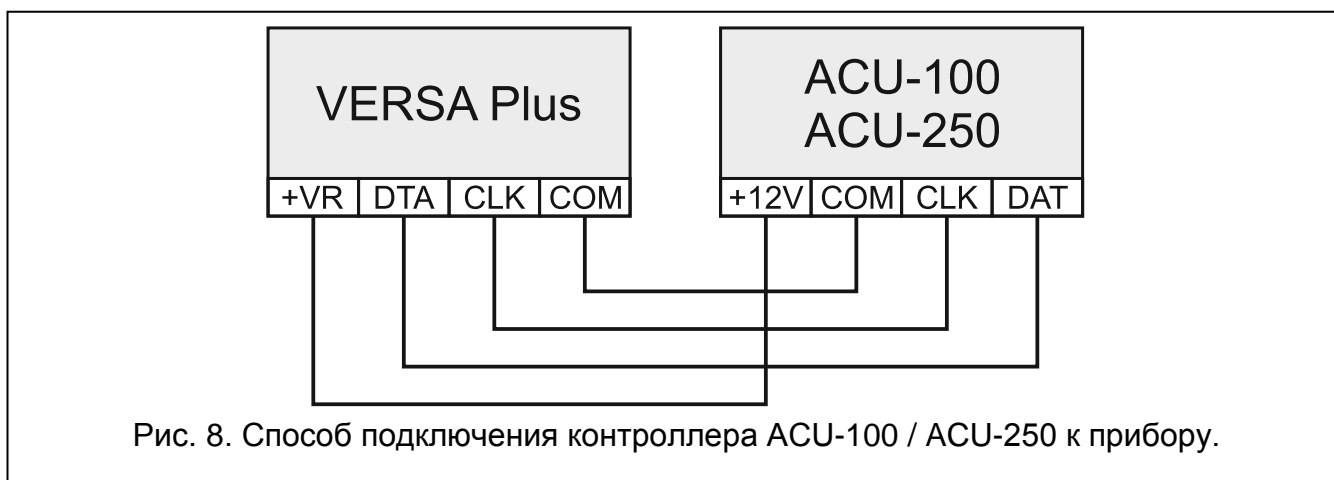 VERSA Plus
+VR DTA CLK COM
ACU-100
ACU-250
+12V COM CLK DAT
Рис. 8. Способ подключения контроллера ACU-100 / ACU-250 к прибору.